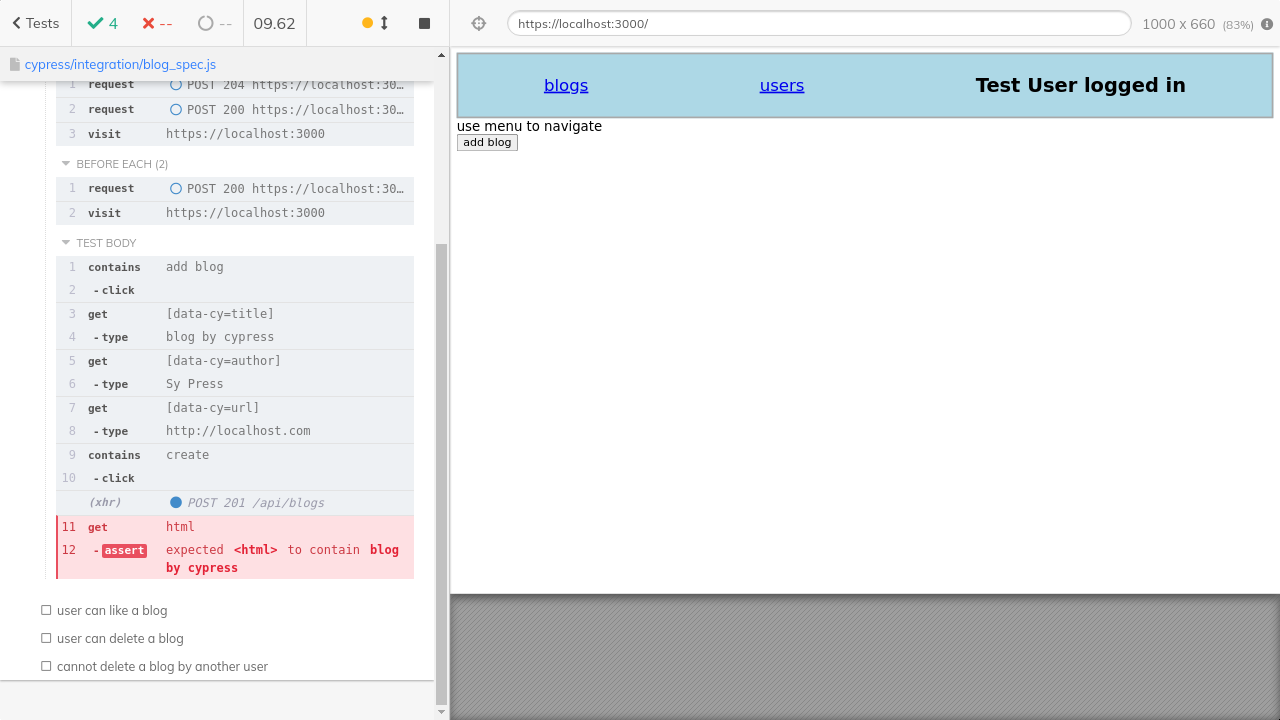 Tests
4
--
--
09.62
https://localhost:3000/
1000 x 660 (83%)
cypress/integration/blog_spec.js
1 request POST 204 https://localhost:30…
2 request POST 200 https://localhost:30…
3 visit https://localhost:3000
BEFORE EACH (2)
1 request POST 200 https://localhost:30…
2 visit https://localhost:3000
TEST BODY
1 contains add blog
2 - click
3 get [data-cy=title]
4 - type blog by cypress
5 get [data-cy=author]
6 - type Sy Press
7 get [data-cy=url]
8 - type http://localhost.com
9 contains create
10 - click
(xhr) POST 201 /api/blogs
11 get html
12 - assert expected <html> to contain blog
by cypress
user can like a blog
user can delete a blog
cannot delete a blog by another user
blogs users Test User logged in
use menu to navigate
add blog